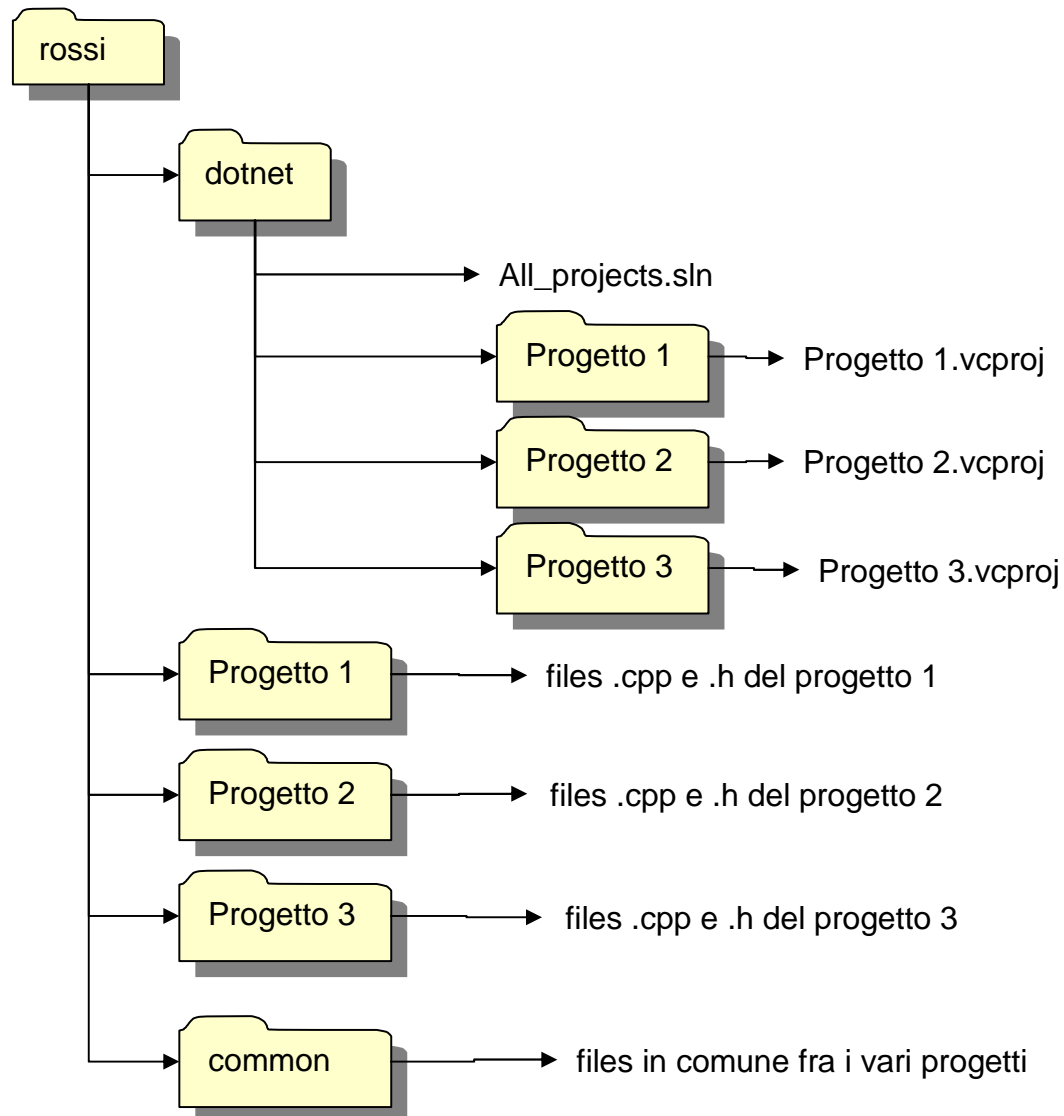 rossi
dotnet
All_projects.sln
Progetto 1
Progetto 1.vcproj
Progetto 2
Progetto 2.vcproj
Progetto 3
Progetto 3.vcproj
Progetto 1
files .cpp e .h del progetto 1
Progetto 2
files .cpp e .h del progetto 2
Progetto 3
files .cpp e .h del progetto 3
common
files in comune fra i vari progetti